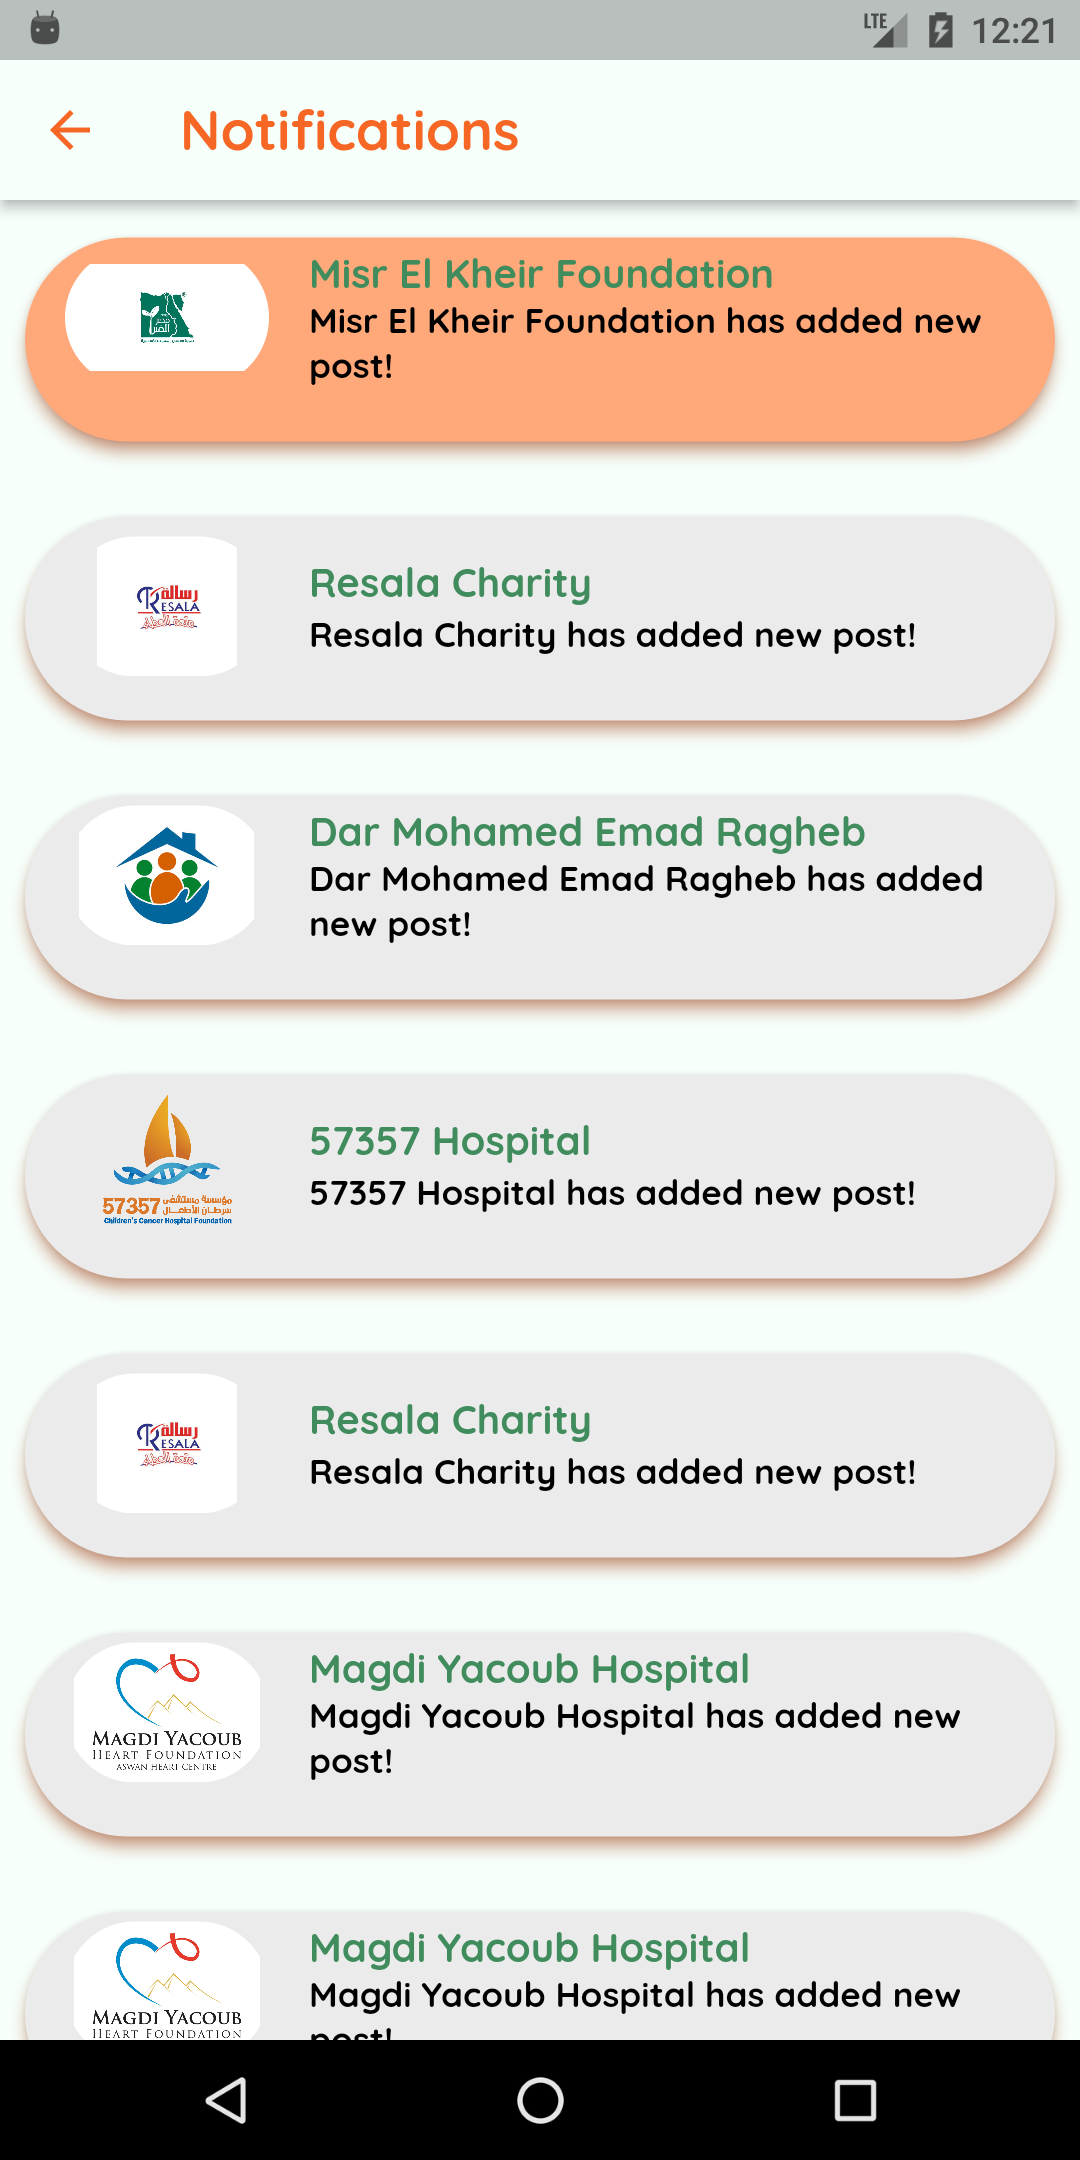 LTE 12:21
Notifications
Misr El Kheir Foundation
Misr El Kheir Foundation has added new
post!
رسالة
RESALA
Resala Charity
Resala Charity has added new post!
Dar Mohamed Emad Ragheb
Dar Mohamed Emad Ragheb has added
new post!
57357 مؤسسة مستشفى
سرطان الأطفال
Children's Cancer Hospital Foundation
57357 Hospital
57357 Hospital has added new post!
رسالة
RESALA
Resala Charity
Resala Charity has added new post!
MAGDI YACOUB
HEART FOUNDATION
ASWAN HEART CENTRE
Magdi Yacoub Hospital
Magdi Yacoub Hospital has added new
post!
MAGDI YACOUB
HEART FOUNDATION
Magdi Yacoub Hospital
Magdi Yacoub Hospital has added new
post!